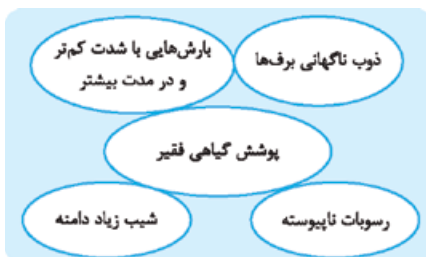 ذوب ناگهانی برف‌ها
بارش‌هایی با شدت کم‌تر
و در مدت بیشتر
پوشش گیاهی فقیر
رسوبات ناپیوسته
شیب زیاد دامنه